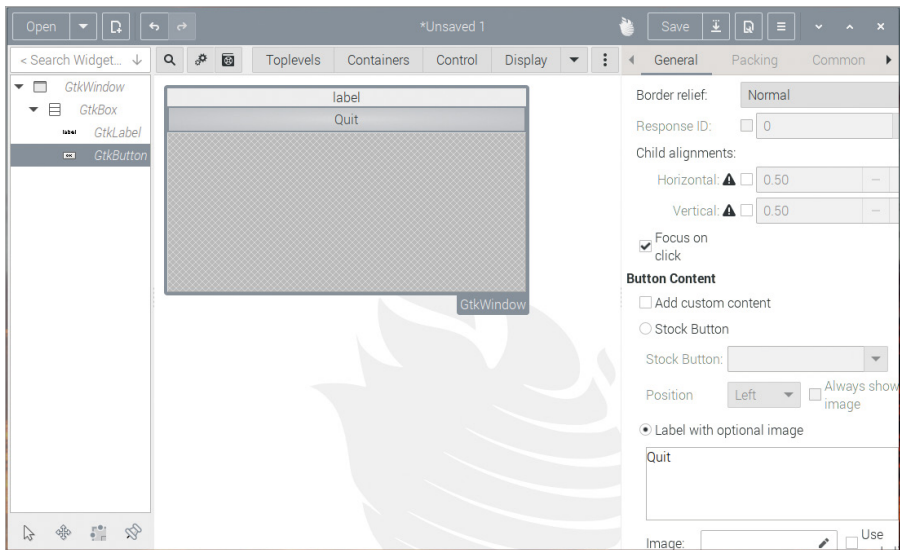 Open *Unsaved 1 Save
< Search Widget... Toplevels Containers Control Display General Packing Common
GtkWindow
GtkBox
label GtkLabel
OK GtkButton
label
Quit
GtkWindow
Border relief: Normal
Response ID: 0
Child alignments:
Horizontal: 0.50
Vertical: 0.50
Focus on
click
Button Content
Add custom content
Stock Button
Stock Button:
Position Left Always show
image
Label with optional image
Quit
Image: Use